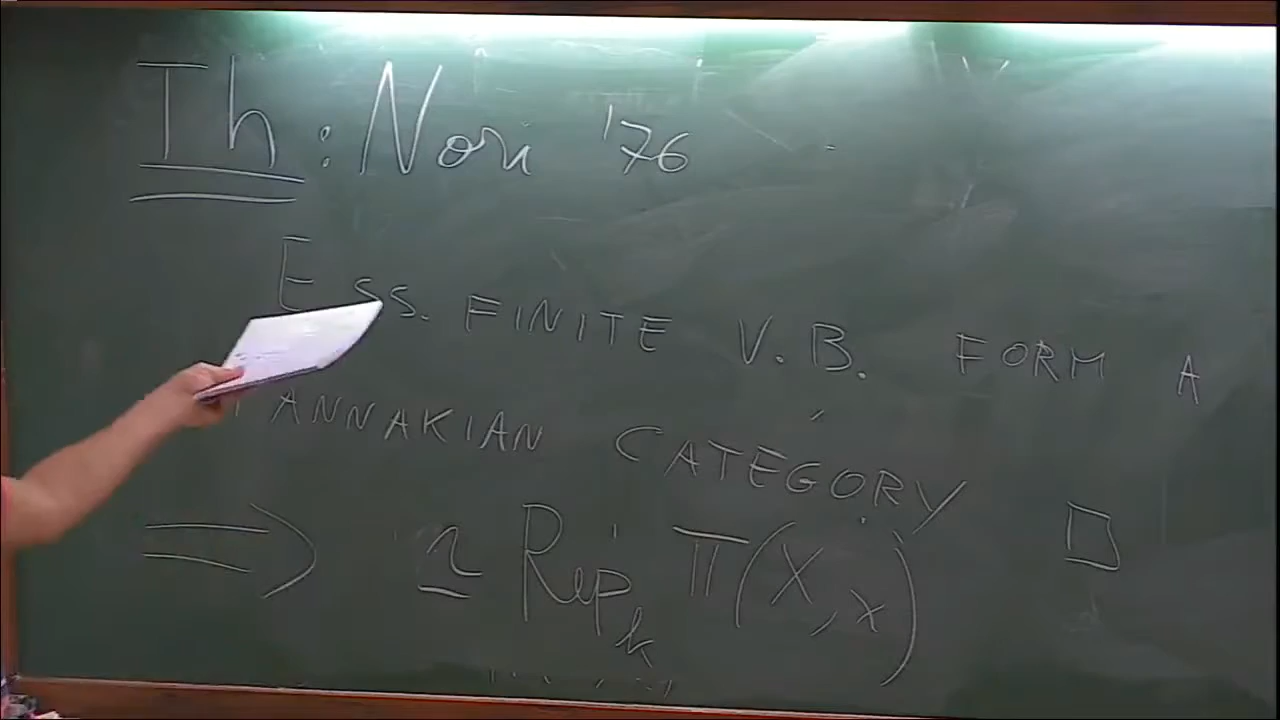 Th: Nori '76
ESS. FINITE V.B. FORM A
TANNAKIAN CATEGORY
⇒ ≃ Rep_k π(X,x) □